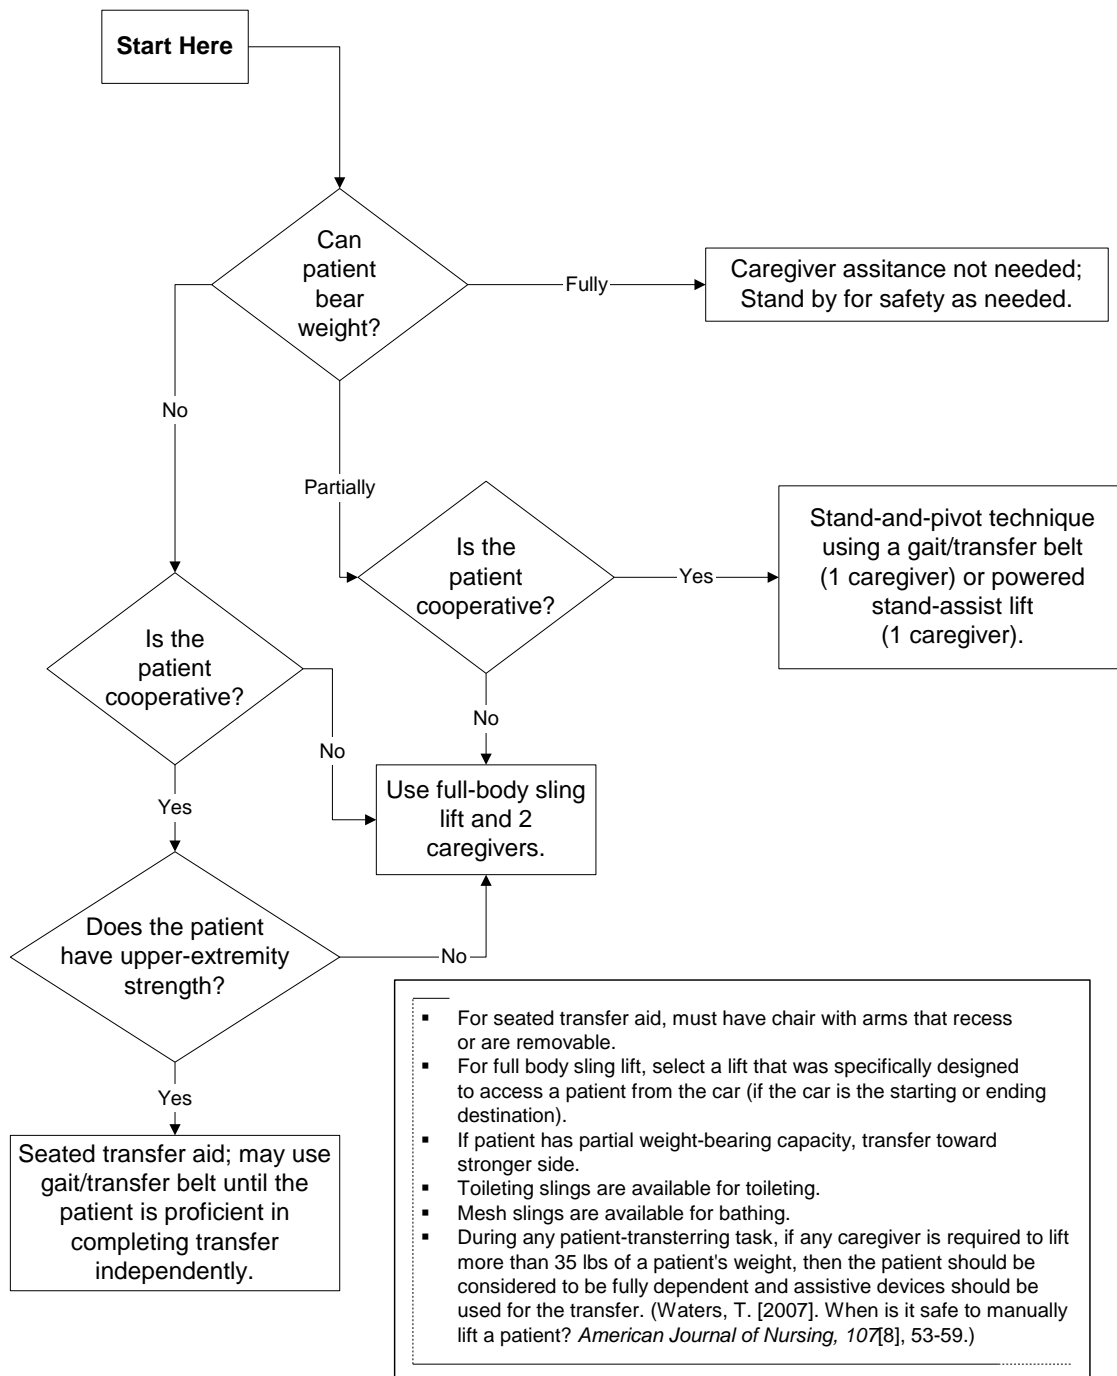 Start Here
Can
patient
bear
weight?
Fully
Caregiver assitance not needed;
Stand by for safety as needed.
No
Partially
Is the
patient
cooperative?
Yes
Stand-and-pivot technique
using a gait/transfer belt
(1 caregiver) or powered
stand-assist lift
(1 caregiver).
Is the
patient
cooperative?
No
No
Use full-body sling
lift and 2
caregivers.
Yes
Does the patient
have upper-extremity
strength?
No
Yes
Seated transfer aid; may use
gait/transfer belt until the
patient is proficient in
completing transfer
independently.
▪ For seated transfer aid, must have chair with arms that recess
or are removable.
▪ For full body sling lift, select a lift that was specifically designed
to access a patient from the car (if the car is the starting or ending
destination).
▪ If patient has partial weight-bearing capacity, transfer toward
stronger side.
▪ Toileting slings are available for toileting.
▪ Mesh slings are available for bathing.
▪ During any patient-transterring task, if any caregiver is required to lift
more than 35 lbs of a patient's weight, then the patient should be
considered to be fully dependent and assistive devices should be
used for the transfer. (Waters, T. [2007]. When is it safe to manually
lift a patient? American Journal of Nursing, 107[8], 53-59.)